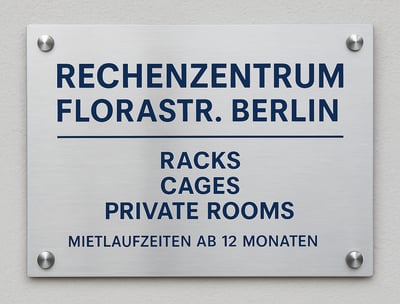 RECHENZENTRUM
FLORASTR. BERLIN
RACKS
CAGES
PRIVATE ROOMS
MIETLAUFZEITEN AB 12 MONATEN